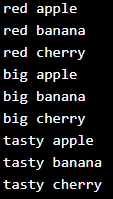 red apple
red banana
red cherry
big apple
big banana
big cherry
tasty apple
tasty banana
tasty cherry